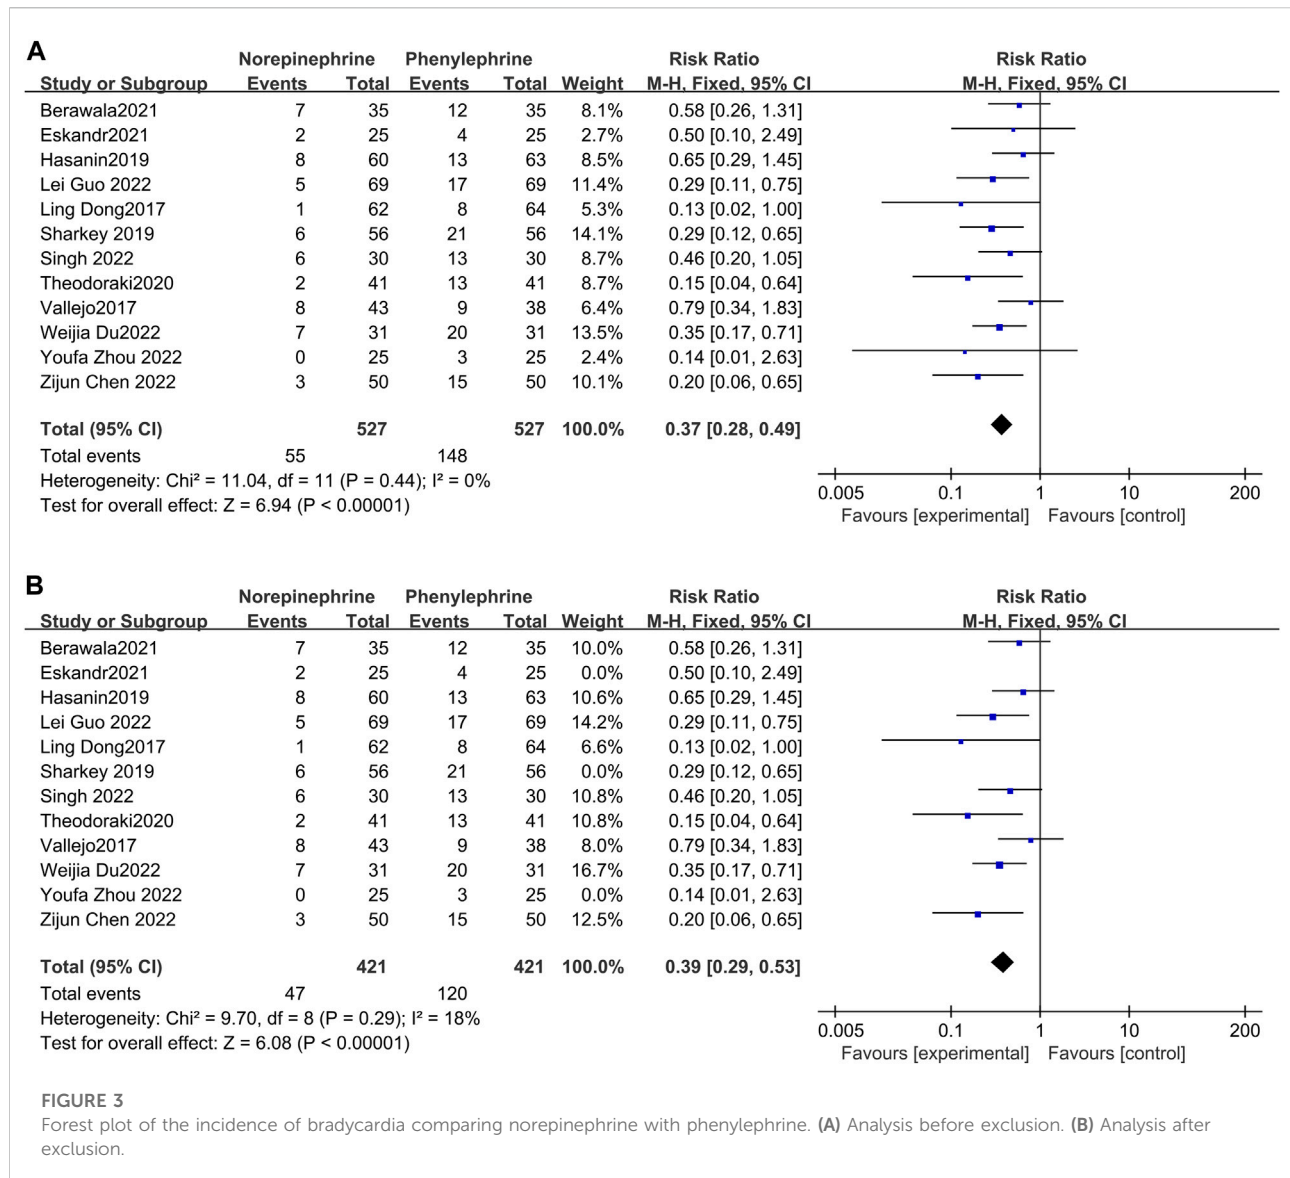 A
Norepinephrine Phenylephrine Risk Ratio Risk Ratio
Study or Subgroup Events Total Events Total Weight M-H, Fixed, 95% CI M-H, Fixed, 95% CI
Berawala2021 7 35 12 35 8.1% 0.58 [0.26, 1.31]
Eskandr2021 2 25 4 25 2.7% 0.50 [0.10, 2.49]
Hasanin2019 8 60 13 63 8.5% 0.65 [0.29, 1.45]
Lei Guo 2022 5 69 17 69 11.4% 0.29 [0.11, 0.75]
Ling Dong2017 1 62 8 64 5.3% 0.13 [0.02, 1.00]
Sharkey 2019 6 56 21 56 14.1% 0.29 [0.12, 0.65]
Singh 2022 6 30 13 30 8.7% 0.46 [0.20, 1.05]
Theodoraki2020 2 41 13 41 8.7% 0.15 [0.04, 0.64]
Vallejo2017 8 43 9 38 6.4% 0.79 [0.34, 1.83]
Weijia Du2022 7 31 20 31 13.5% 0.35 [0.17, 0.71]
Youfa Zhou 2022 0 25 3 25 2.4% 0.14 [0.01, 2.63]
Zijun Chen 2022 3 50 15 50 10.1% 0.20 [0.06, 0.65]
Total (95% CI) 527 527 100.0% 0.37 [0.28, 0.49]
Total events 55 148
Heterogeneity: Chi² = 11.04, df = 11 (P = 0.44); I² = 0%
Test for overall effect: Z = 6.94 (P < 0.00001)
0.005 0.1 1 10 200
Favours [experimental] Favours [control]
B
Norepinephrine Phenylephrine Risk Ratio Risk Ratio
Study or Subgroup Events Total Events Total Weight M-H, Fixed, 95% CI M-H, Fixed, 95% CI
Berawala2021 7 35 12 35 10.0% 0.58 [0.26, 1.31]
Eskandr2021 2 25 4 25 0.0% 0.50 [0.10, 2.49]
Hasanin2019 8 60 13 63 10.6% 0.65 [0.29, 1.45]
Lei Guo 2022 5 69 17 69 14.2% 0.29 [0.11, 0.75]
Ling Dong2017 1 62 8 64 6.6% 0.13 [0.02, 1.00]
Sharkey 2019 6 56 21 56 0.0% 0.29 [0.12, 0.65]
Singh 2022 6 30 13 30 10.8% 0.46 [0.20, 1.05]
Theodoraki2020 2 41 13 41 10.8% 0.15 [0.04, 0.64]
Vallejo2017 8 43 9 38 8.0% 0.79 [0.34, 1.83]
Weijia Du2022 7 31 20 31 16.7% 0.35 [0.17, 0.71]
Youfa Zhou 2022 0 25 3 25 0.0% 0.14 [0.01, 2.63]
Zijun Chen 2022 3 50 15 50 12.5% 0.20 [0.06, 0.65]
Total (95% CI) 421 421 100.0% 0.39 [0.29, 0.53]
Total events 47 120
Heterogeneity: Chi² = 9.70, df = 8 (P = 0.29); I² = 18%
Test for overall effect: Z = 6.08 (P < 0.00001)
0.005 0.1 1 10 200
Favours [experimental] Favours [control]
FIGURE 3
Forest plot of the incidence of bradycardia comparing norepinephrine with phenylephrine. (A) Analysis before exclusion. (B) Analysis after
exclusion.